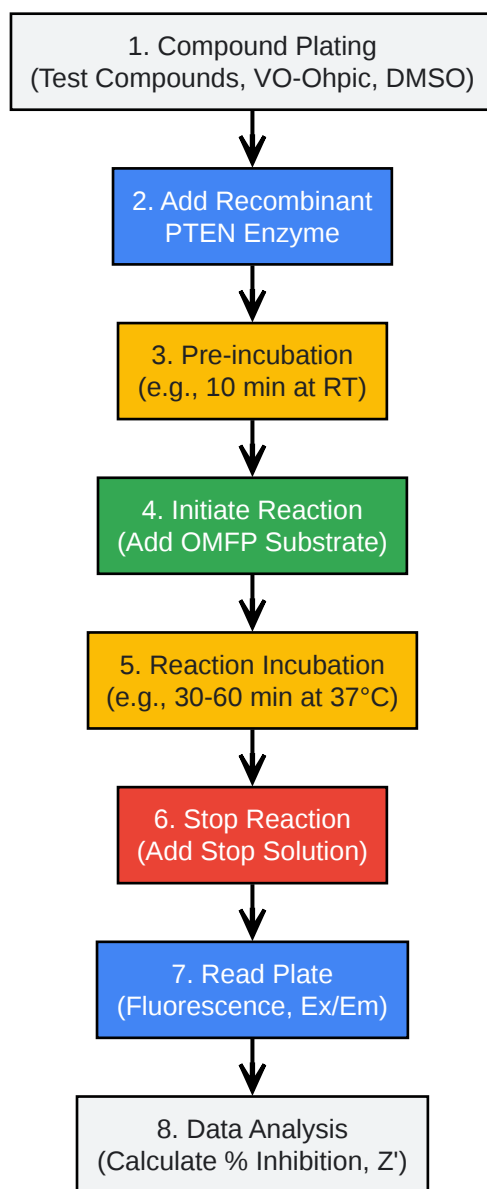 1. Compound Plating
(Test Compounds, VO-Ohpic, DMSO)
2. Add Recombinant
PTEN Enzyme
3. Pre-incubation
(e.g., 10 min at RT)
4. Initiate Reaction
(Add OMFP Substrate)
5. Reaction Incubation
(e.g., 30-60 min at 37°C)
6. Stop Reaction
(Add Stop Solution)
7. Read Plate
(Fluorescence, Ex/Em)
8. Data Analysis
(Calculate % Inhibition, Z')